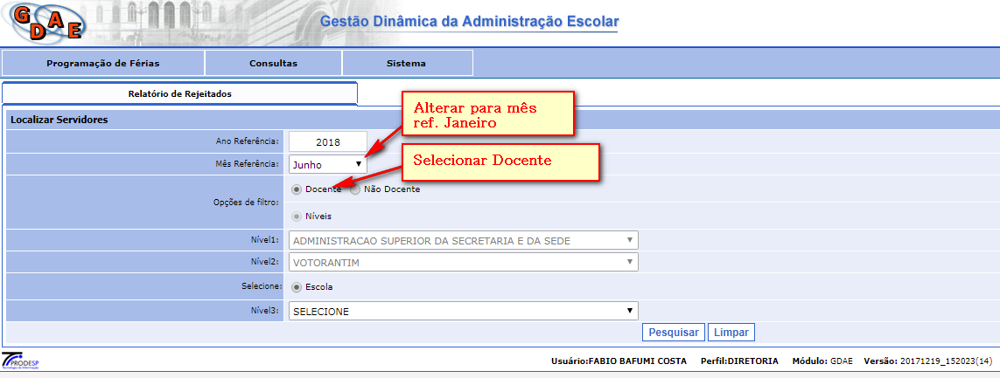 GDAE
Gestão Dinâmica da Administração Escolar
Programação de Férias Consultas Sistema
Relatório de Rejeitados
Localizar Servidores
Alterar para mês
ref. Janeiro
Ano Referência: 2018
Mês Referência: Junho
Selecionar Docente
Docente Não Docente
Opções de filtro:
Níveis
Nível1: ADMINISTRACAO SUPERIOR DA SECRETARIA E DA SEDE
Nível2: VOTORANTIM
Selecione: Escola
Nível3: SELECIONE
Pesquisar Limpar
PRODESP
Tecnologia da Informação
Usuário:FABIO BAFUMI COSTA Perfil:DIRETORIA Módulo: GDAE Versão: 20171219_152023(14)